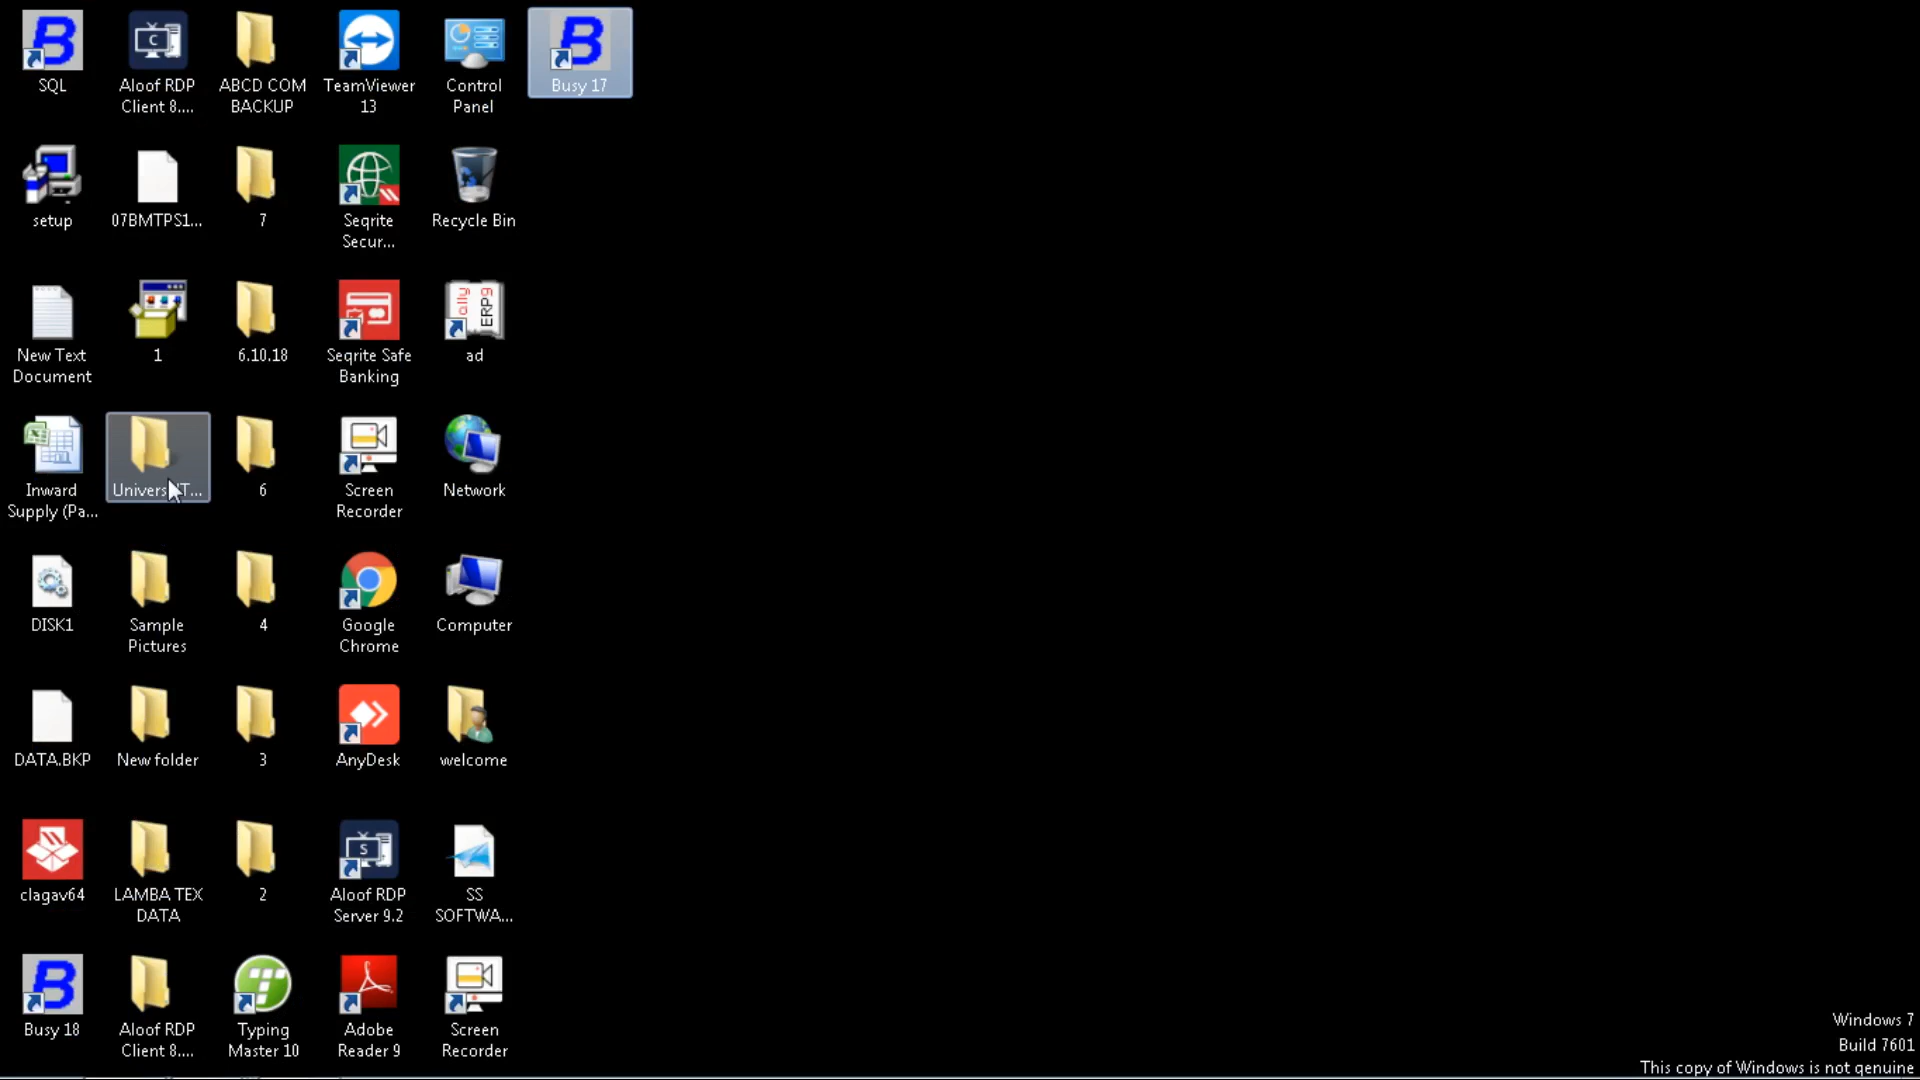 SQL
Aloof RDP
Client 8....
ABCD COM
BACKUP
TeamViewer
13
Control
Panel
Busy 17
setup
07BMTPS1...
7
Seqrite
Secur...
Recycle Bin
New Text
Document
1
6.10.18
Seqrite Safe
Banking
ad
Inward
Supply (Pa...
6
Screen
Recorder
Network
DISK1
Sample
Pictures
4
Google
Chrome
Computer
DATA.BKP
New folder
3
AnyDesk
welcome
clagav64
LAMBA TEX
DATA
2
Aloof RDP
Server 9.2
SS
SOFTWA...
Busy 18
Aloof RDP
Client 8....
Typing
Master 10
Adobe
Reader 9
Screen
Recorder
Windows 7
Build 7601
This copy of Windows is not genuine